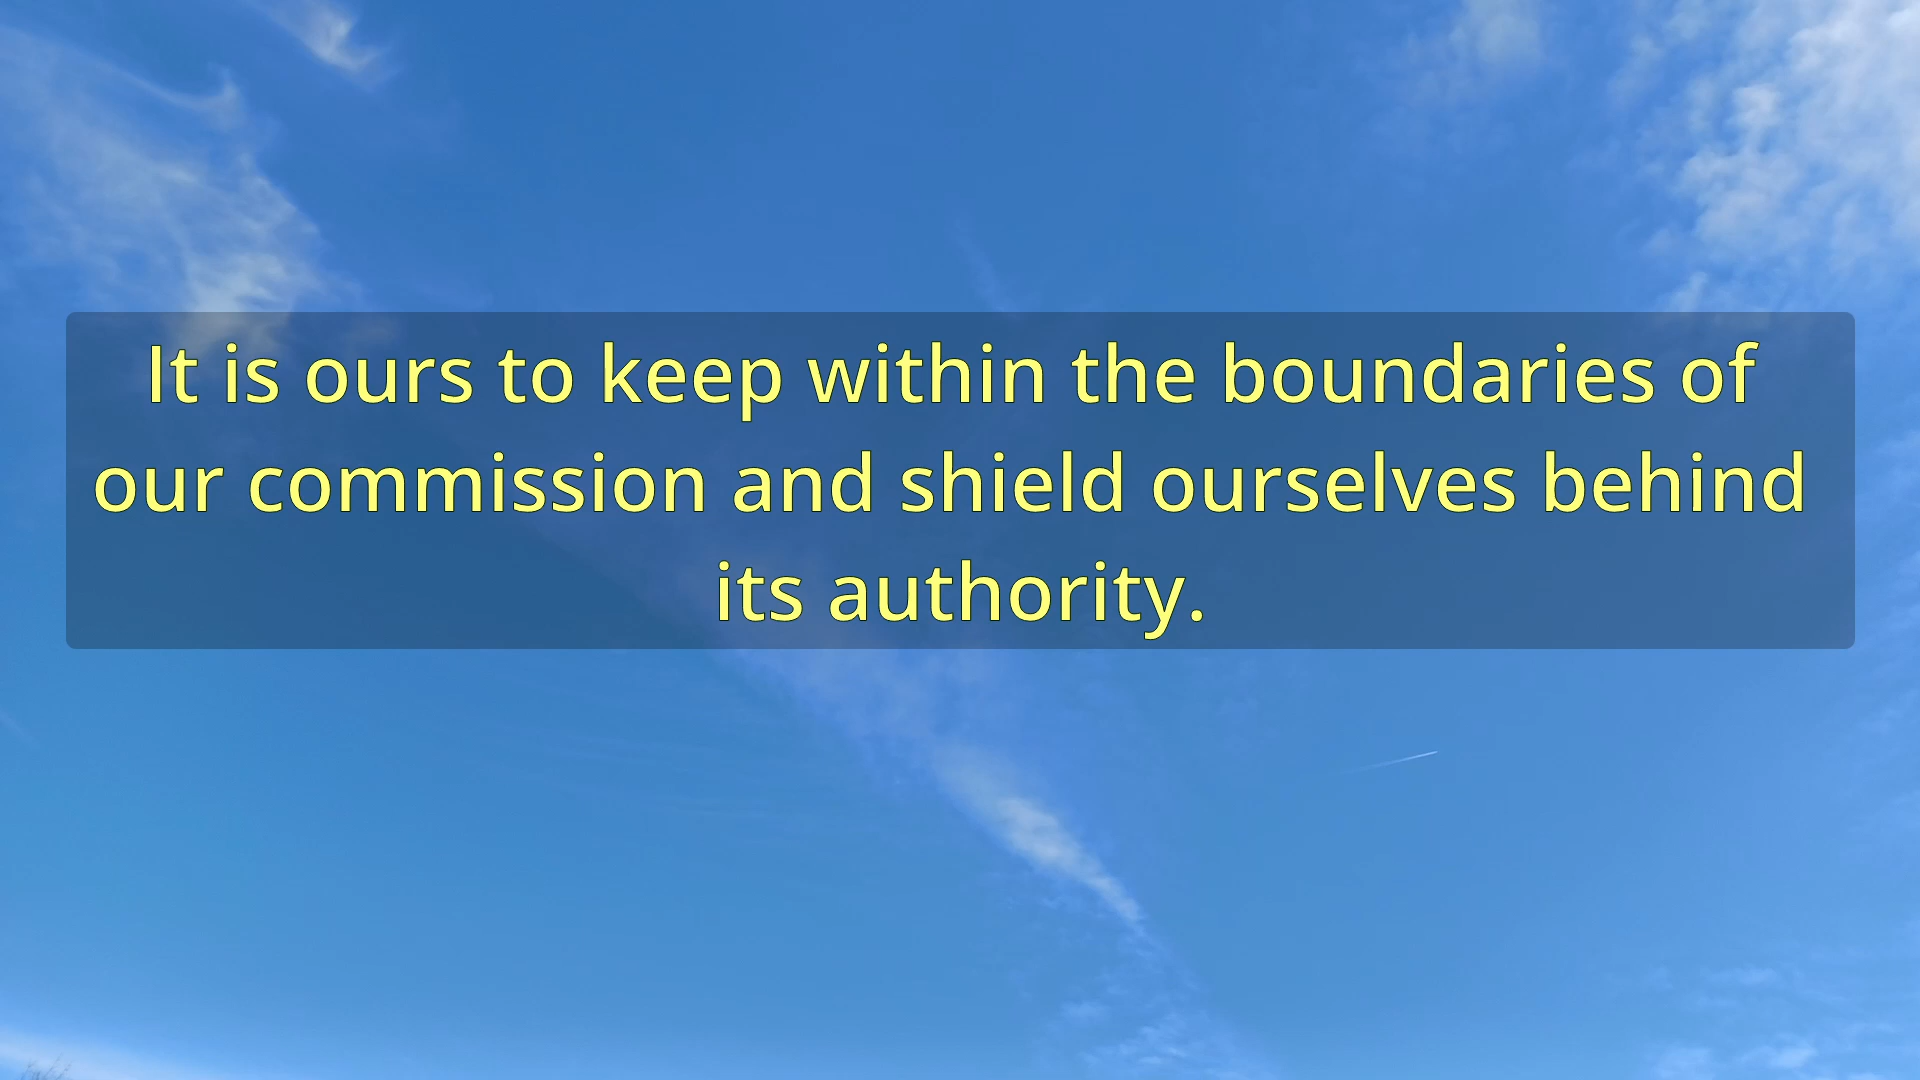 It is ours to keep within the boundaries of
our commission and shield ourselves behind
its authority.